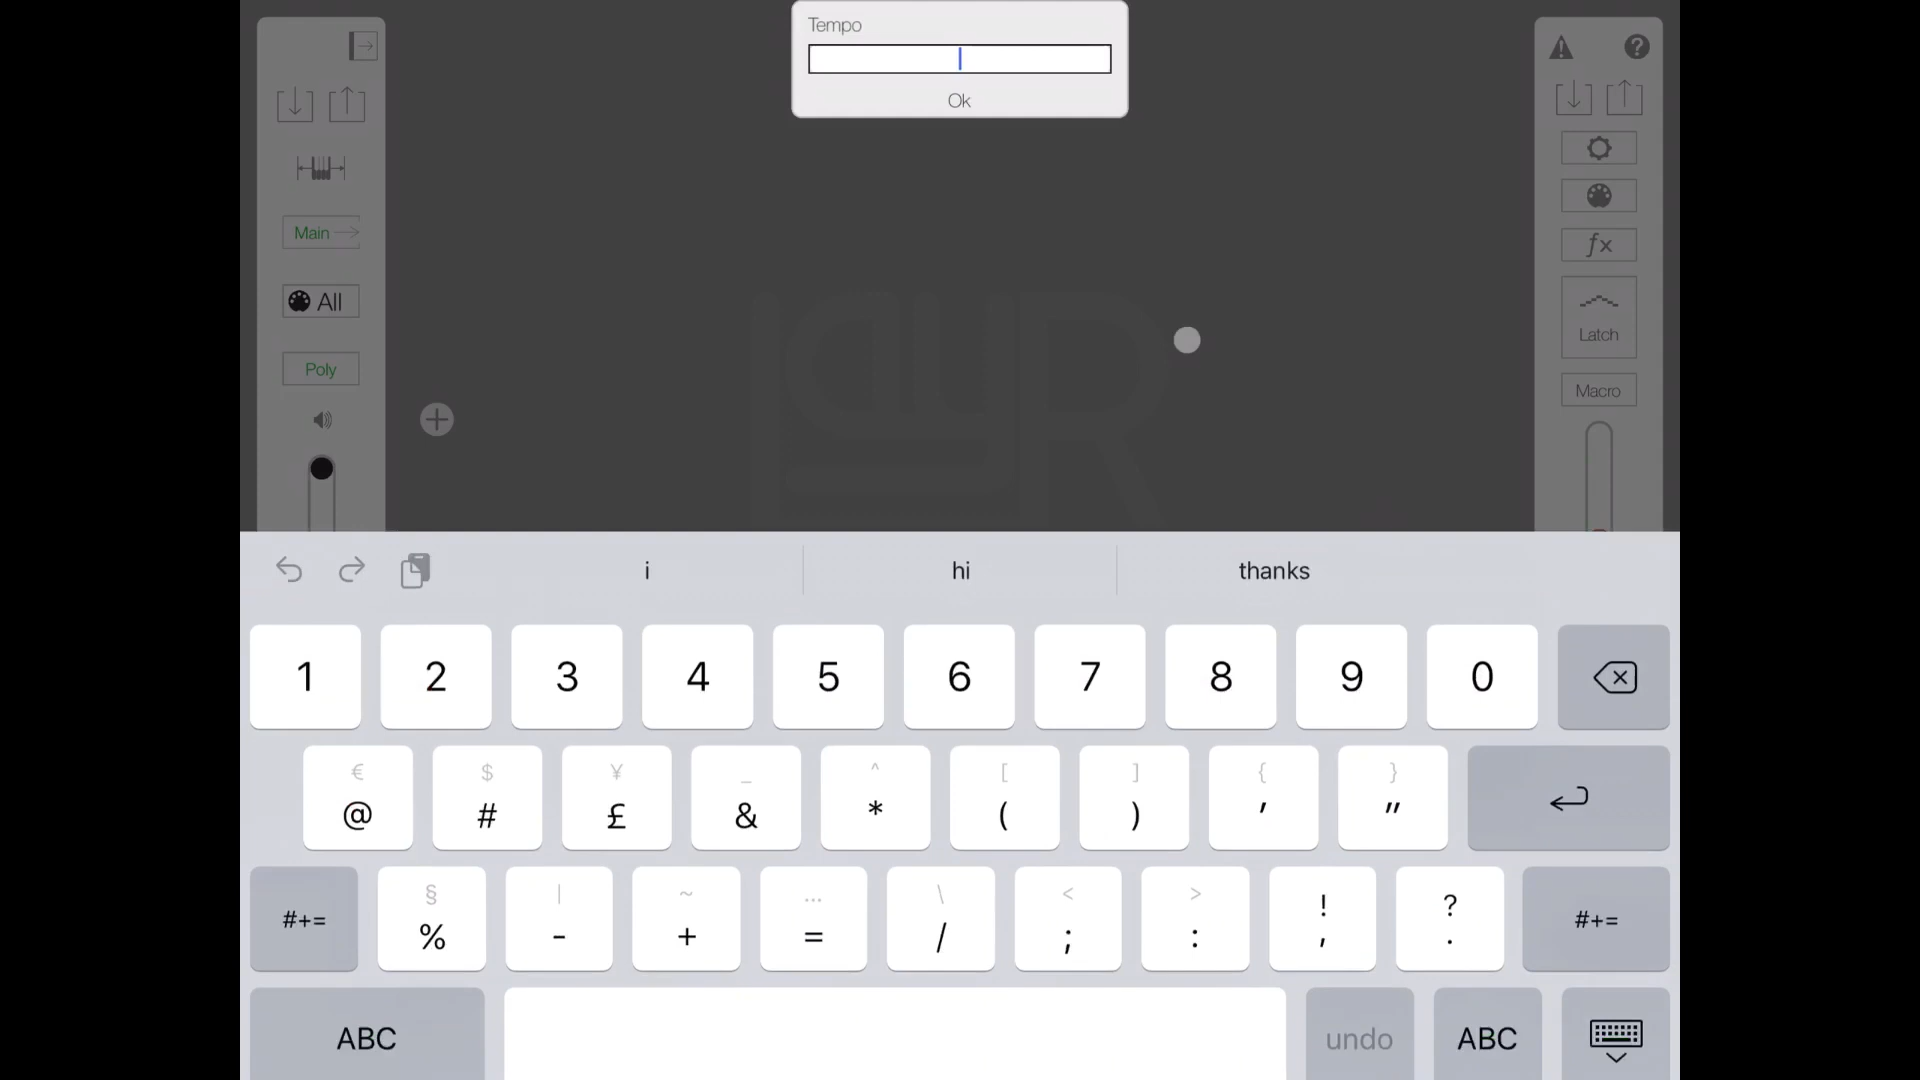 Tempo
Ok
Main
All
Poly
fx
Latch
Macro
i hi thanks
1 2 3 4 5 6 7 8 9 0
€ $ ¥ _ ^ [ ] { }
@ # £ & * ( ) ' "
§ | ~ ... \ < > ! ?
#+= % - + = / ; : , . #+=
ABC undo ABC